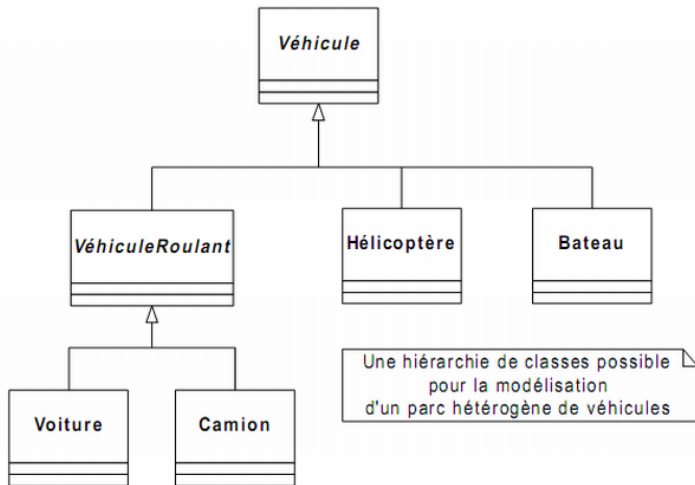 Véhicule
VéhiculeRoulant
Hélicoptère
Bateau
Voiture
Camion
Une hiérarchie de classes possible
pour la modélisation
d'un parc hétérogène de véhicules